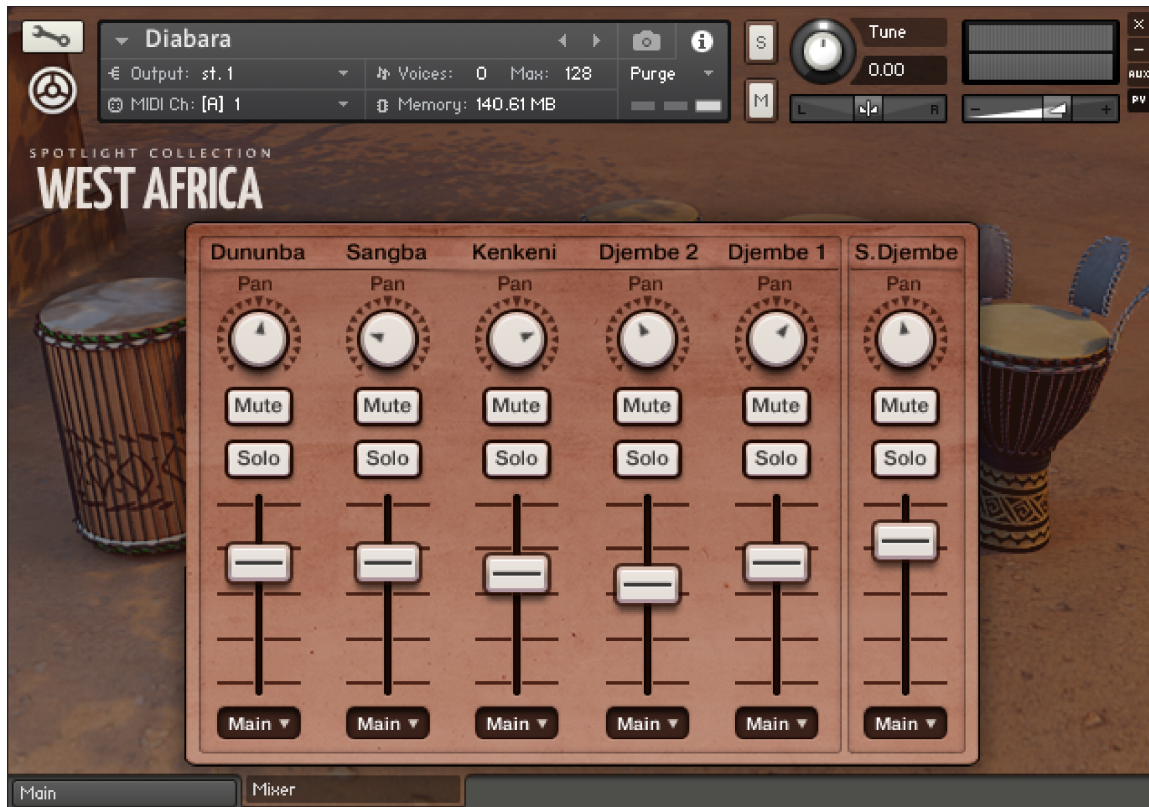 Diabara
Output: st. 1
Voices: 0 Max: 128
Purge
MIDI Ch: [A] 1
Memory: 140.61 MB
S
M
Tune
0.00
L
R
-
+
×
-
AUX
PV
SPOTLIGHT COLLECTION
WEST AFRICA
Dununba Sangba Kenkeni Djembe 2 Djembe 1 S.Djembe
Pan Pan Pan Pan Pan Pan
Mute Mute Mute Mute Mute Mute
Solo Solo Solo Solo Solo Solo
Main Main Main Main Main Main
Main Mixer